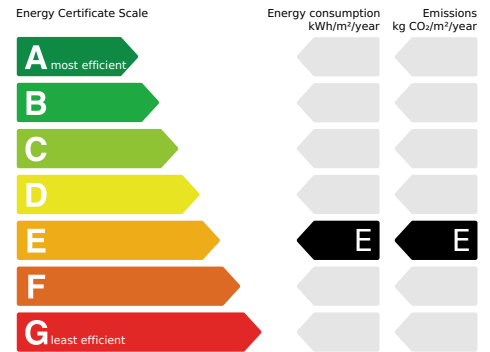 Energy Certificate Scale
Energy consumption
kWh/m²/year
Emissions
kg CO₂/m²/year
A most efficient
B
C
D
E
E
E
F
G least efficient